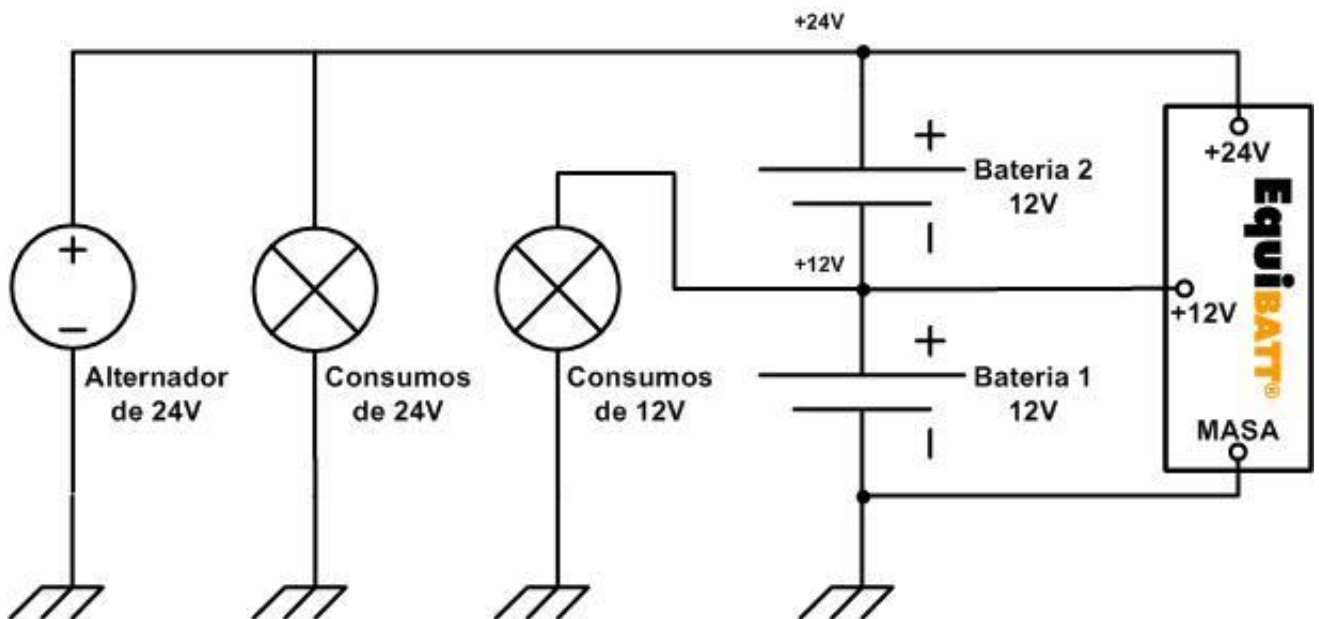 +24V
+
Bateria 2
12V
−
+24V
EquiBATT®
+12V
+12V
MASA
+
−
Alternador
de 24V
Consumos
de 24V
Consumos
de 12V
+
Bateria 1
12V
−